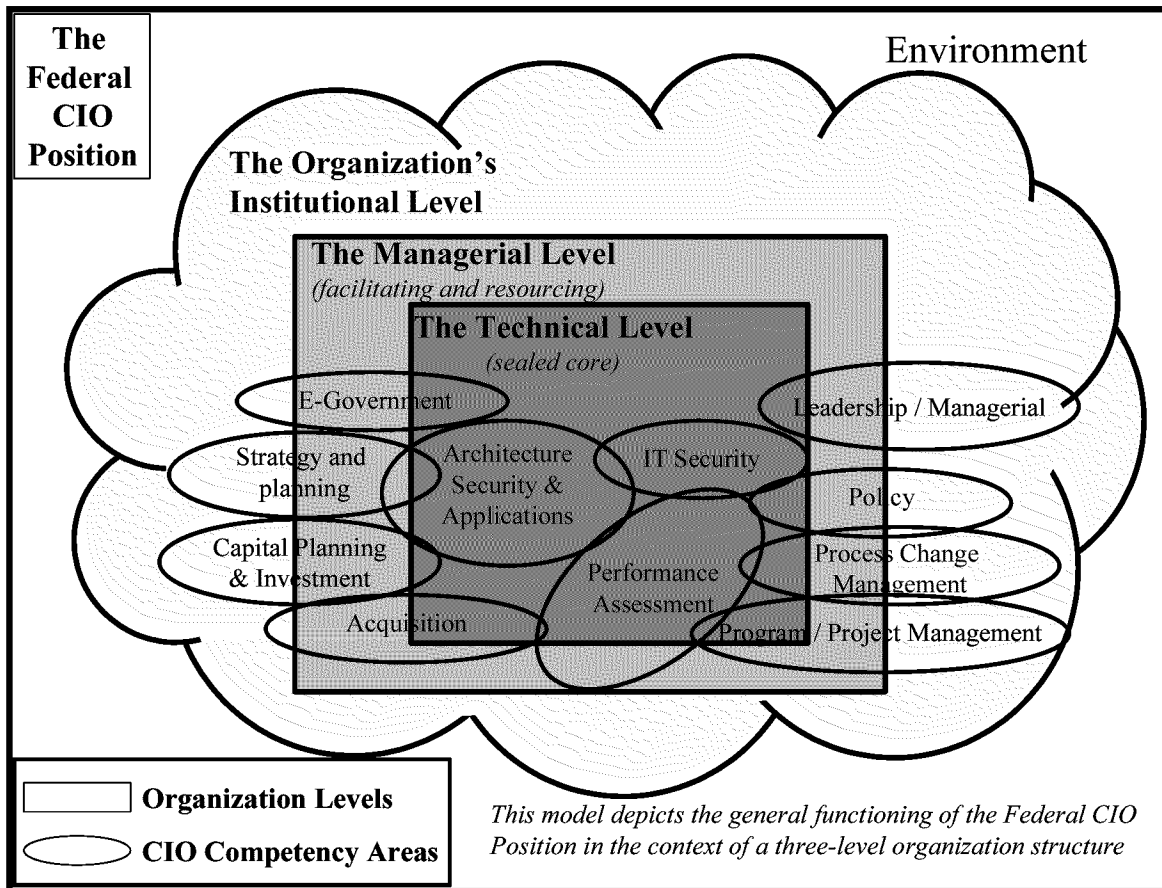 The
Federal
CIO
Position
Environment
The Organization's
Institutional Level
The Managerial Level
(facilitating and resourcing)
The Technical Level
(sealed core)
E-Government
Leadership / Managerial
Strategy and
planning
Architecture
Security &
Applications
IT Security
Policy
Capital Planning
& Investment
Performance
Assessment
Process Change
Management
Acquisition
Program / Project Management
Organization Levels
CIO Competency Areas
This model depicts the general functioning of the Federal CIO
Position in the context of a three-level organization structure